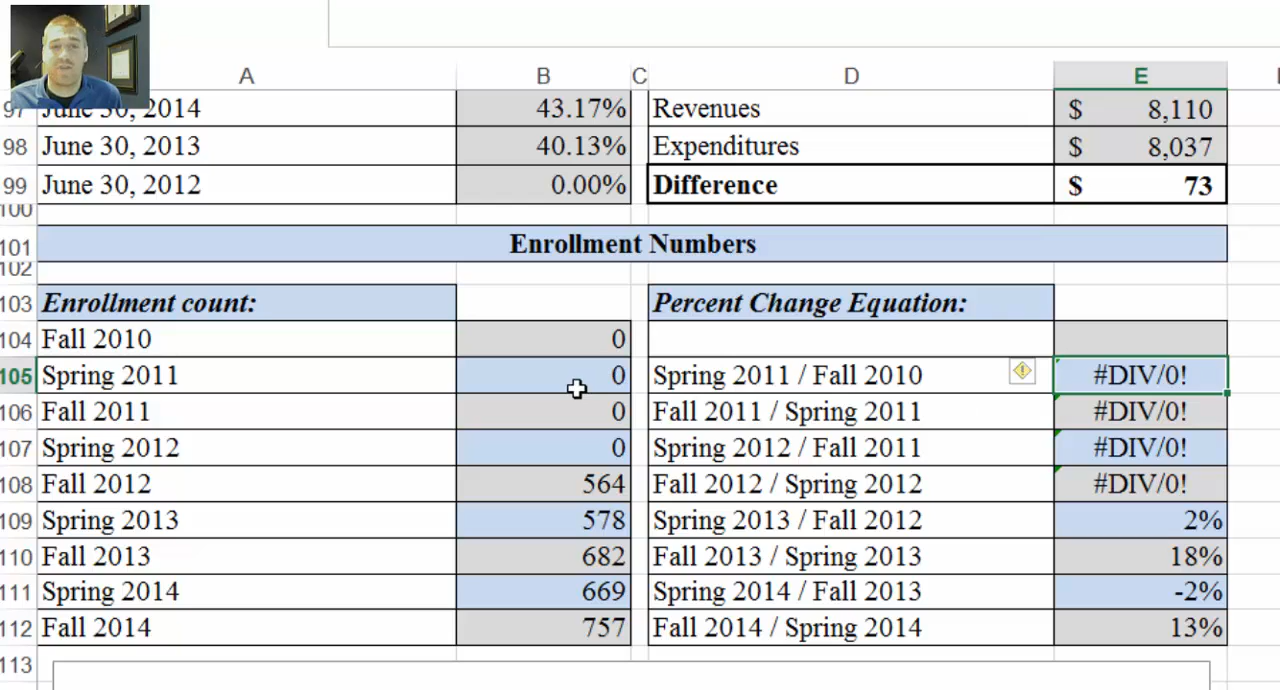 A B C D E
97 June 30, 2014 43.17% Revenues $ 8,110
98 June 30, 2013 40.13% Expenditures $ 8,037
99 June 30, 2012 0.00% Difference $ 73
100
101 Enrollment Numbers
102
103 Enrollment count: Percent Change Equation:
104 Fall 2010 0
105 Spring 2011 0 Spring 2011 / Fall 2010 #DIV/0!
106 Fall 2011 0 Fall 2011 / Spring 2011 #DIV/0!
107 Spring 2012 0 Spring 2012 / Fall 2011 #DIV/0!
108 Fall 2012 564 Fall 2012 / Spring 2012 #DIV/0!
109 Spring 2013 578 Spring 2013 / Fall 2012 2%
110 Fall 2013 682 Fall 2013 / Spring 2013 18%
111 Spring 2014 669 Spring 2014 / Fall 2013 -2%
112 Fall 2014 757 Fall 2014 / Spring 2014 13%
113